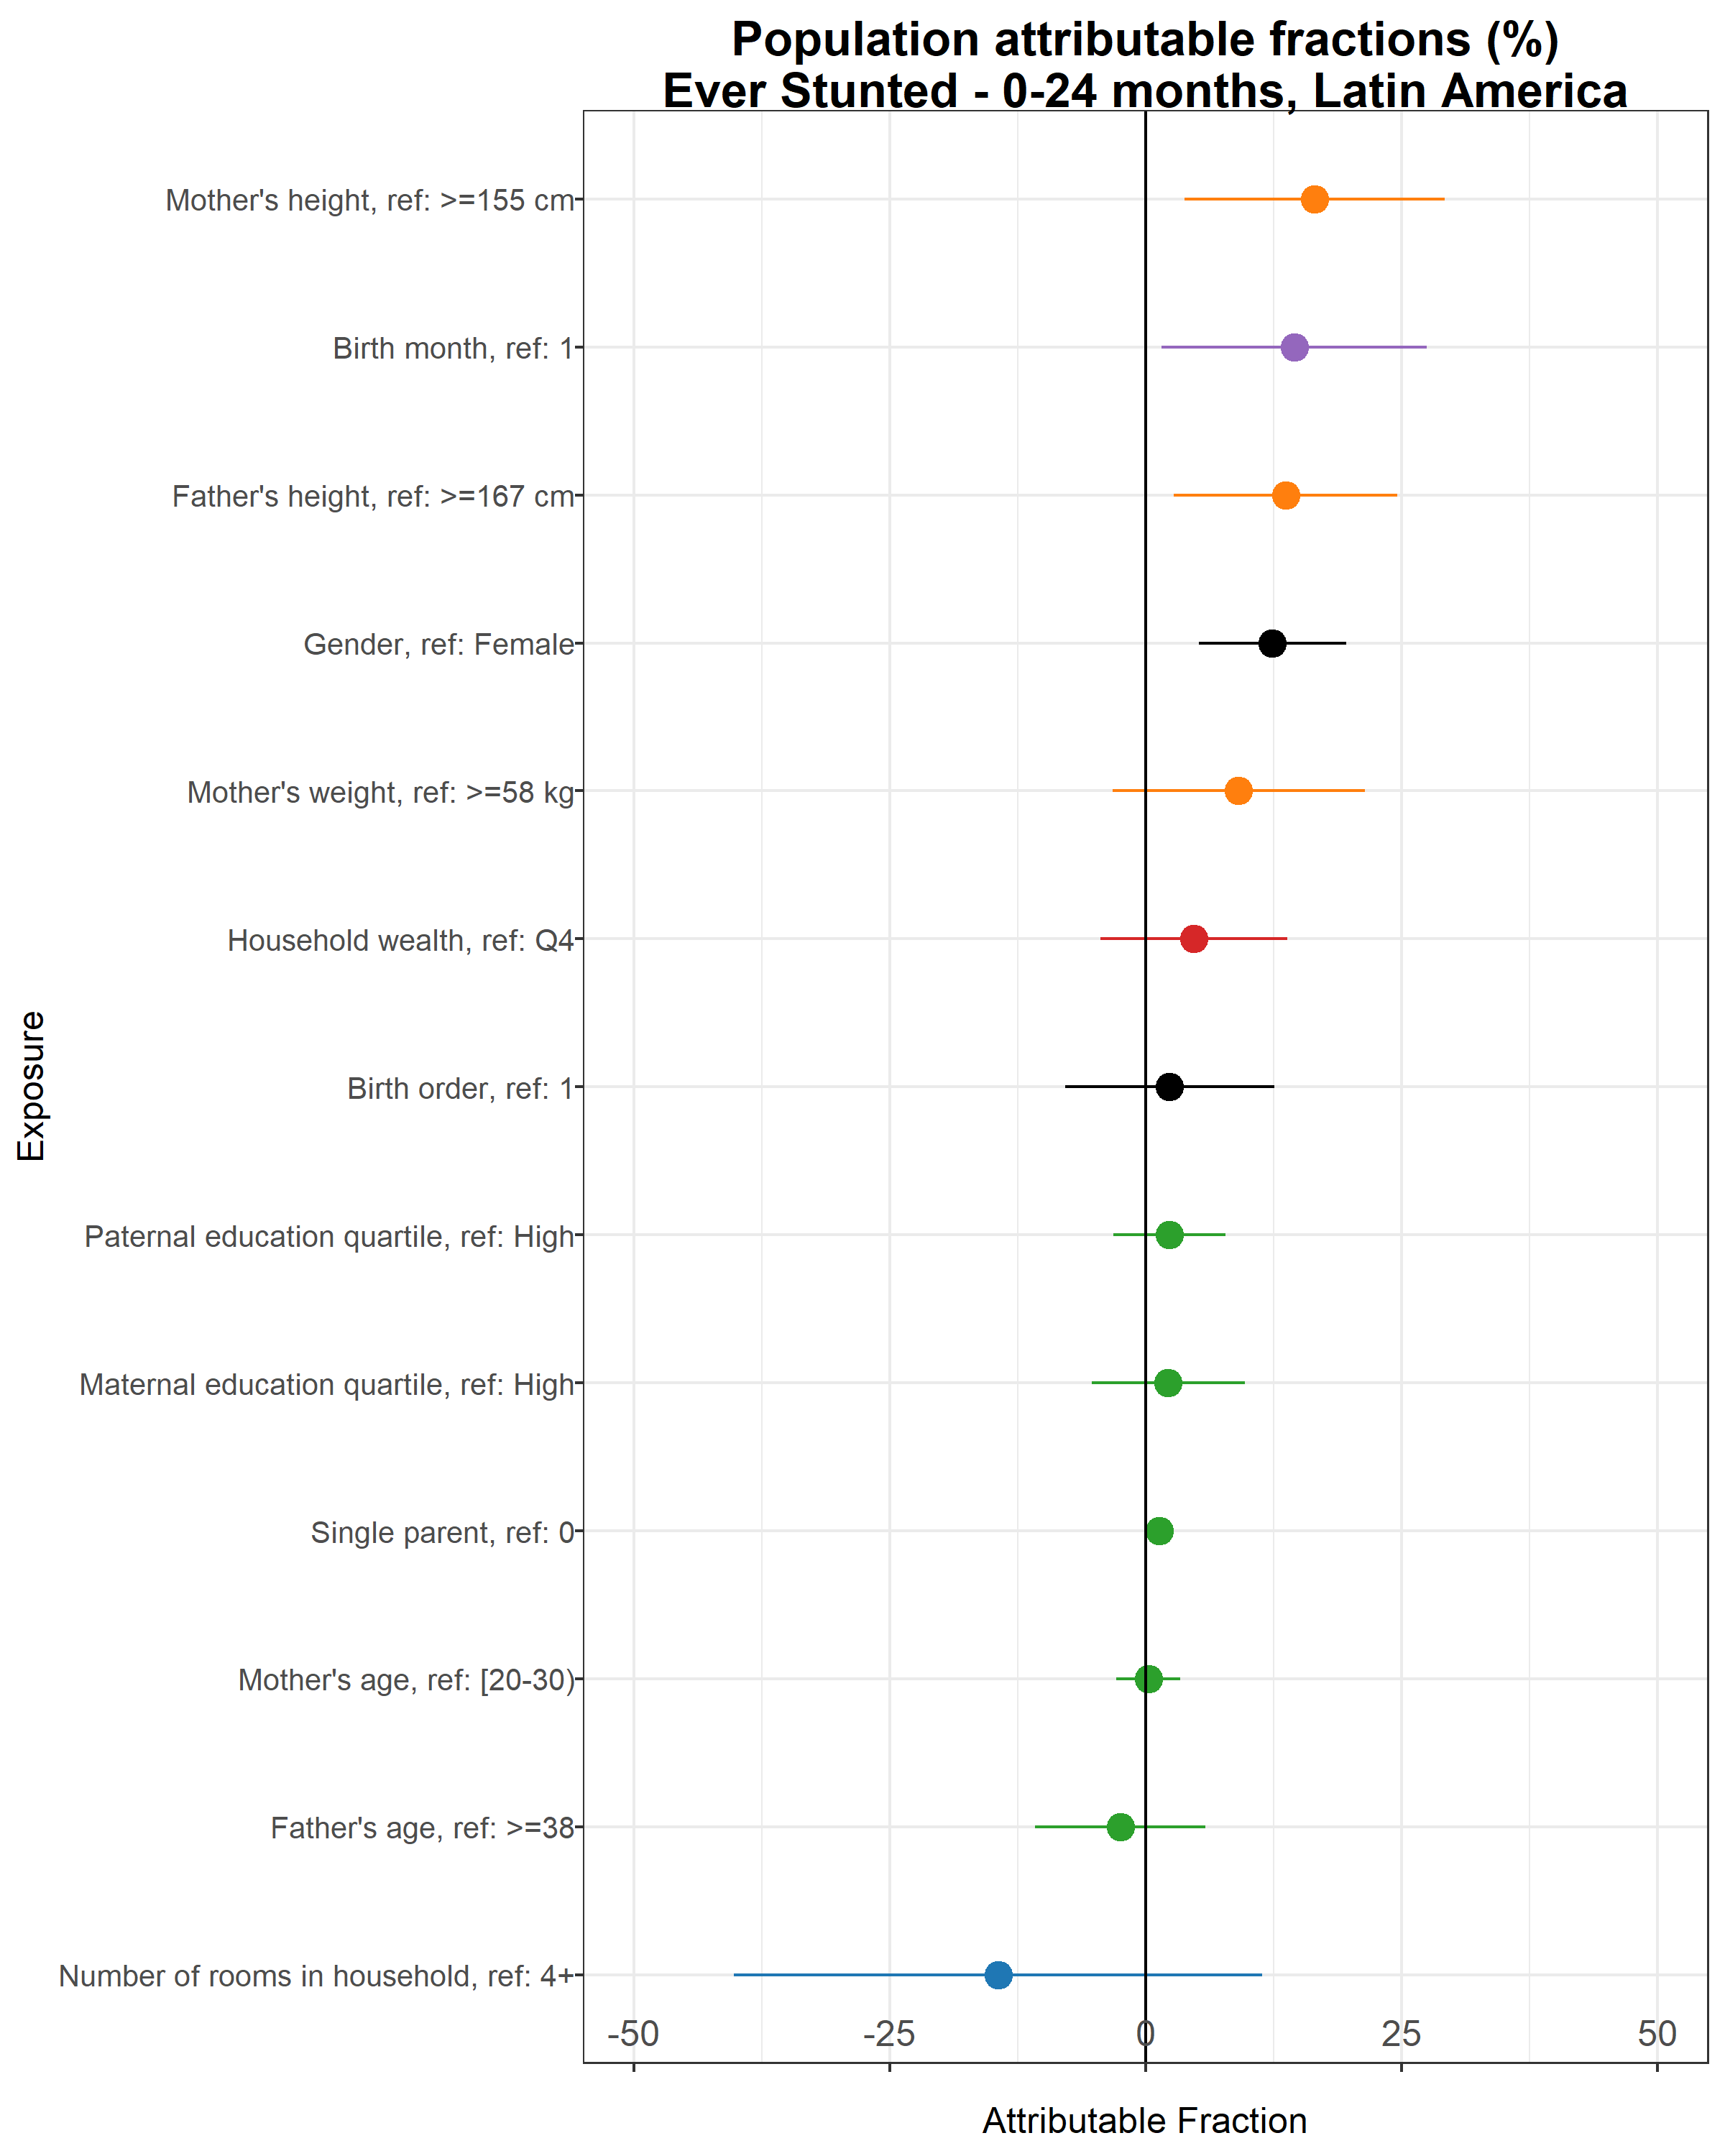 Population attributable fractions (%)
Ever Stunted - 0-24 months, Latin America
Mother's height, ref: >=155 cm
Birth month, ref: 1
Father's height, ref: >=167 cm
Gender, ref: Female
Mother's weight, ref: >=58 kg
Household wealth, ref: Q4
Birth order, ref: 1
Paternal education quartile, ref: High
Maternal education quartile, ref: High
Single parent, ref: 0
Mother's age, ref: [20-30)
Father's age, ref: >=38
Number of rooms in household, ref: 4+
Exposure
-50 -25 0 25 50
Attributable Fraction